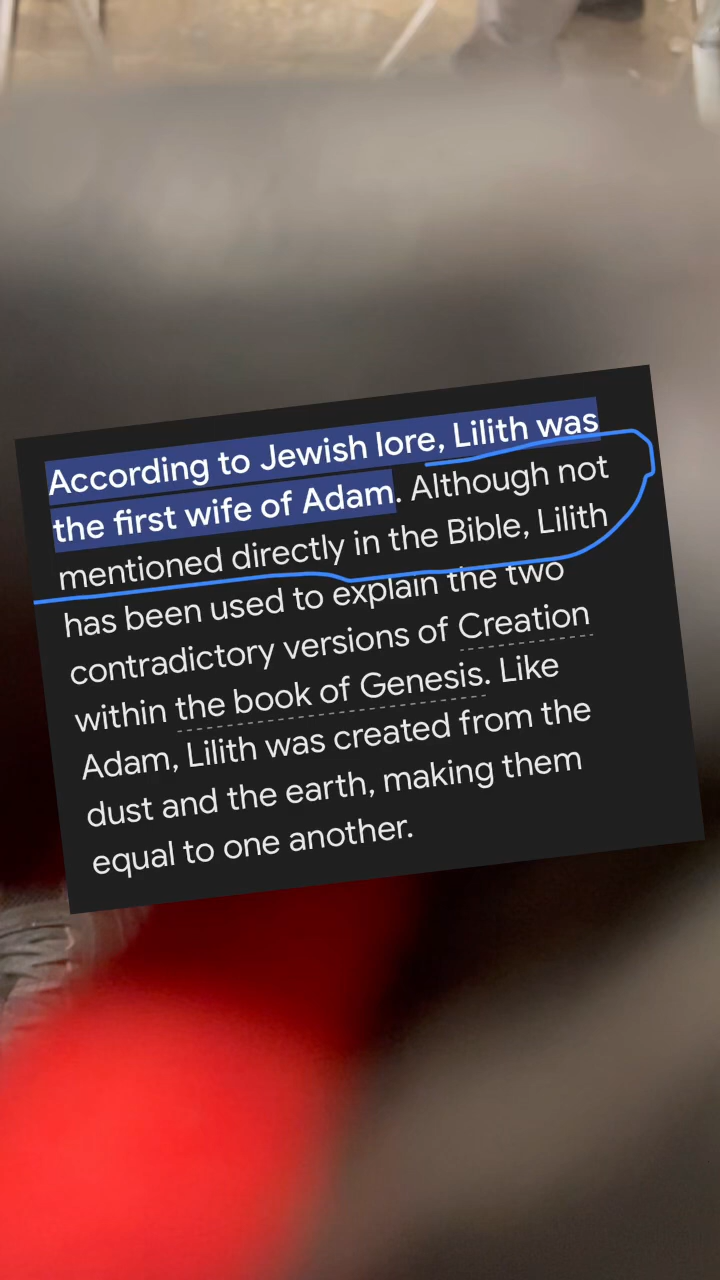 According to Jewish lore, Lilith was
the first wife of Adam. Although not
mentioned directly in the Bible, Lilith
has been used to explain the two
contradictory versions of Creation
within the book of Genesis. Like
Adam, Lilith was created from the
dust and the earth, making them
equal to one another.